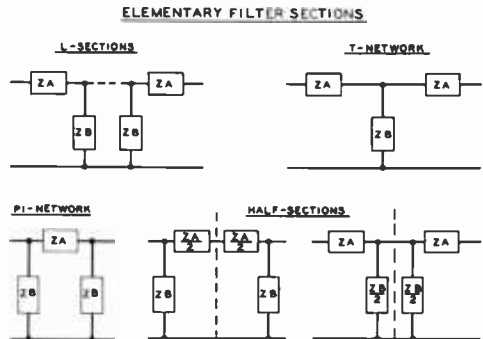 ELEMENTARY FILTER SECTIONS
L-SECTIONS
T-NETWORK
ZA
ZA
ZA
ZA
ZB
ZB
ZB
PI-NETWORK
HALF-SECTIONS
ZA
ZA/2
ZA/2
ZA
ZA
ZB
ZB
ZB
ZB
ZB/2
ZB/2